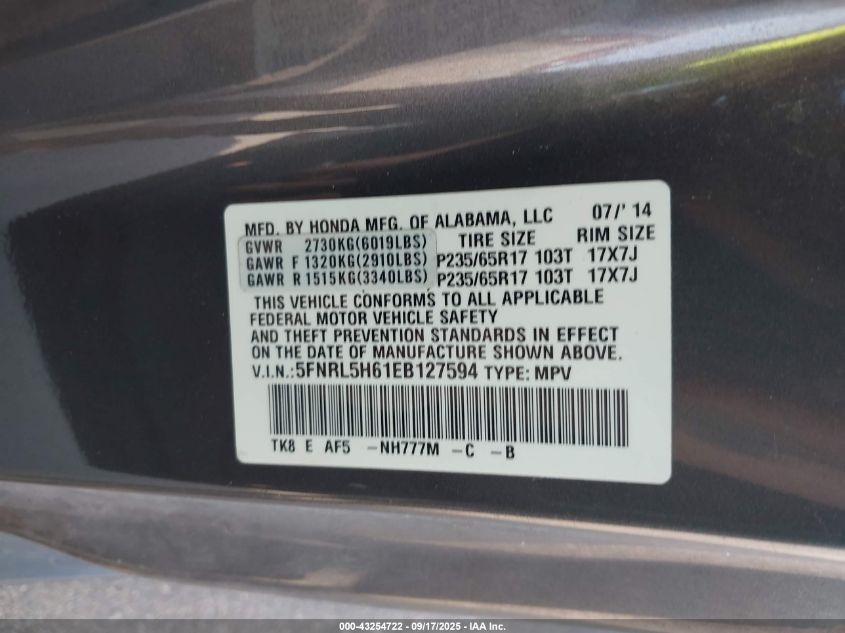 MFD. BY HONDA MFG. OF ALABAMA, LLC 07/'14
GVWR 2730KG(6019LBS) TIRE SIZE RIM SIZE
GAWR F 1320KG(2910LBS) P235/65R17 103T 17X7J
GAWR R 1515KG(3340LBS) P235/65R17 103T 17X7J
THIS VEHICLE CONFORMS TO ALL APPLICABLE
FEDERAL MOTOR VEHICLE SAFETY
AND THEFT PREVENTION STANDARDS IN EFFECT
ON THE DATE OF MANUFACTURE SHOWN ABOVE.
V.I.N.:5FNRL5H61EB127594 TYPE: MPV
TK8 E AF5 -NH777M -C -B
000-43254722 - 09/17/2025 - IAA Inc.